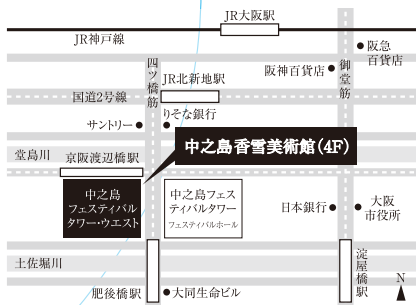 JR大阪駅
JR神戸線
四ツ橋筋
御堂筋
阪急
百貨店
阪神百貨店
JR北新地駅
国道2号線
りそな銀行
サントリー
中之島香雪美術館(4F)
堂島川
京阪渡辺橋駅
中之島
フェスティバル
タワー・ウエスト
中之島フェス
ティバルタワー
フェスティバルホール
日本銀行
大阪
市役所
土佐堀川
淀屋橋駅
肥後橋駅
大同生命ビル
N